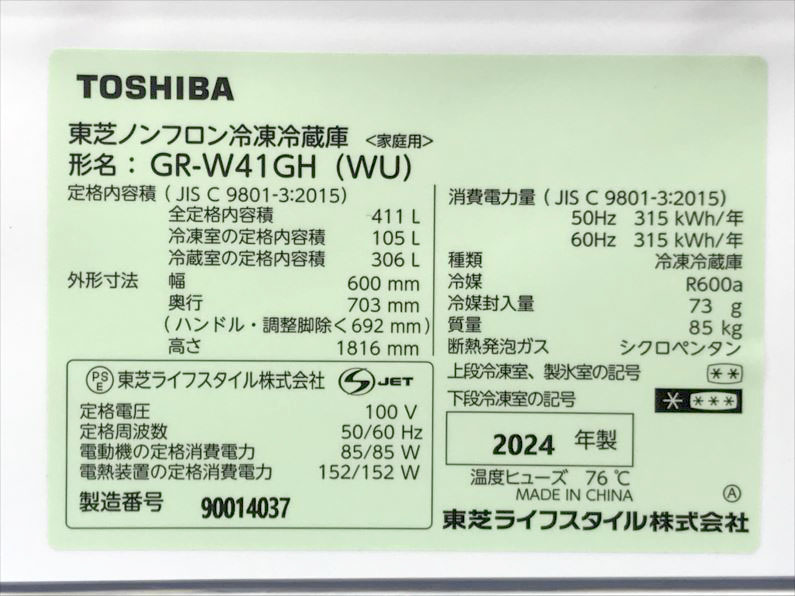 TOSHIBA
東芝ノンフロン冷凍冷蔵庫 <家庭用>
形名：GR-W41GH (WU)
定格内容積 ( JIS C 9801-3:2015)
全定格内容積 411 L
冷凍室の定格内容積 105 L
冷蔵室の定格内容積 306 L
外形寸法 幅 600 mm
奥行 703 mm
(ハンドル・調整脚除く692 mm)
高さ 1816 mm
PSE 東芝ライフスタイル株式会社 S JET
定格電圧 100 V
定格周波数 50/60 Hz
電動機の定格消費電力 85/85 W
電熱装置の定格消費電力 152/152 W
製造番号 90014037
消費電力量 ( JIS C 9801-3:2015)
50Hz 315 kWh/年
60Hz 315 kWh/年
種類 冷凍冷蔵庫
冷媒 R600a
冷媒封入量 73 g
質量 85 kg
断熱発泡ガス シクロペンタン
上段冷凍室、製氷室の記号 **
下段冷凍室の記号 * ***
2024 年製
温度ヒューズ 76 ℃
MADE IN CHINA Ⓐ
東芝ライフスタイル株式会社